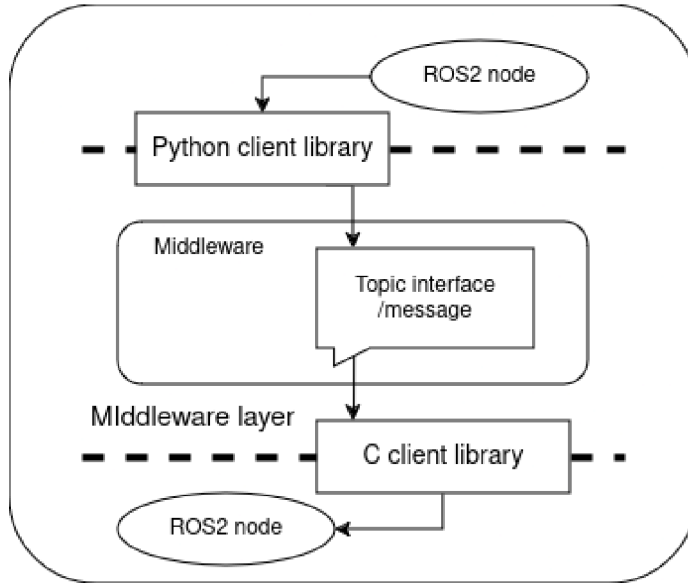 ROS2 node
Python client library
Middleware
Topic interface
/message
MIddleware layer
C client library
ROS2 node